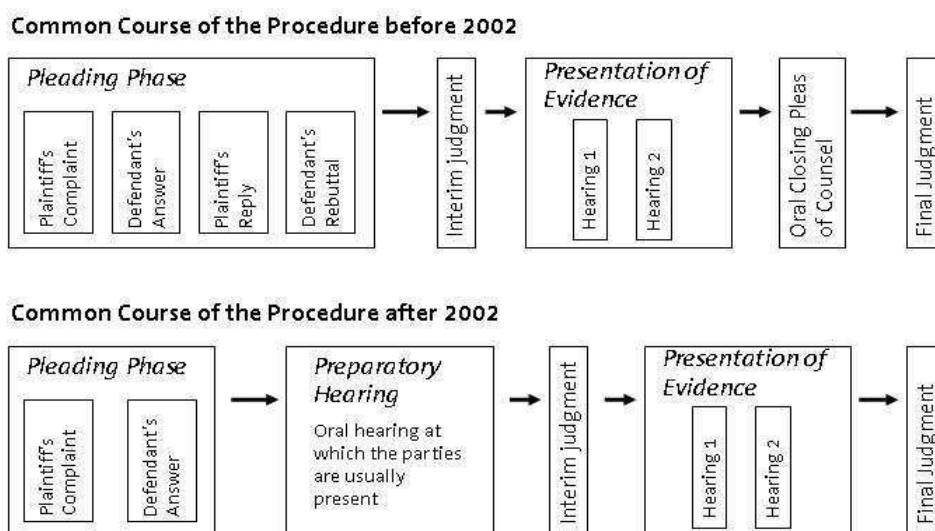 Common Course of the Procedure before 2002
Pleading Phase
Plaintiff's
Complaint
Defendant's
Answer
Plaintiff's
Reply
Defendant's
Rebuttal
Interim judgment
Presentation of
Evidence
Hearing 1
Hearing 2
Oral Closing Pleas
of Counsel
Final Judgment
Common Course of the Procedure after 2002
Pleading Phase
Plaintiff's
Complaint
Defendant's
Answer
Preparatory
Hearing
Oral hearing at
which the parties
are usually
present
Interim judgment
Presentation of
Evidence
Hearing 1
Hearing 2
Final Judgment